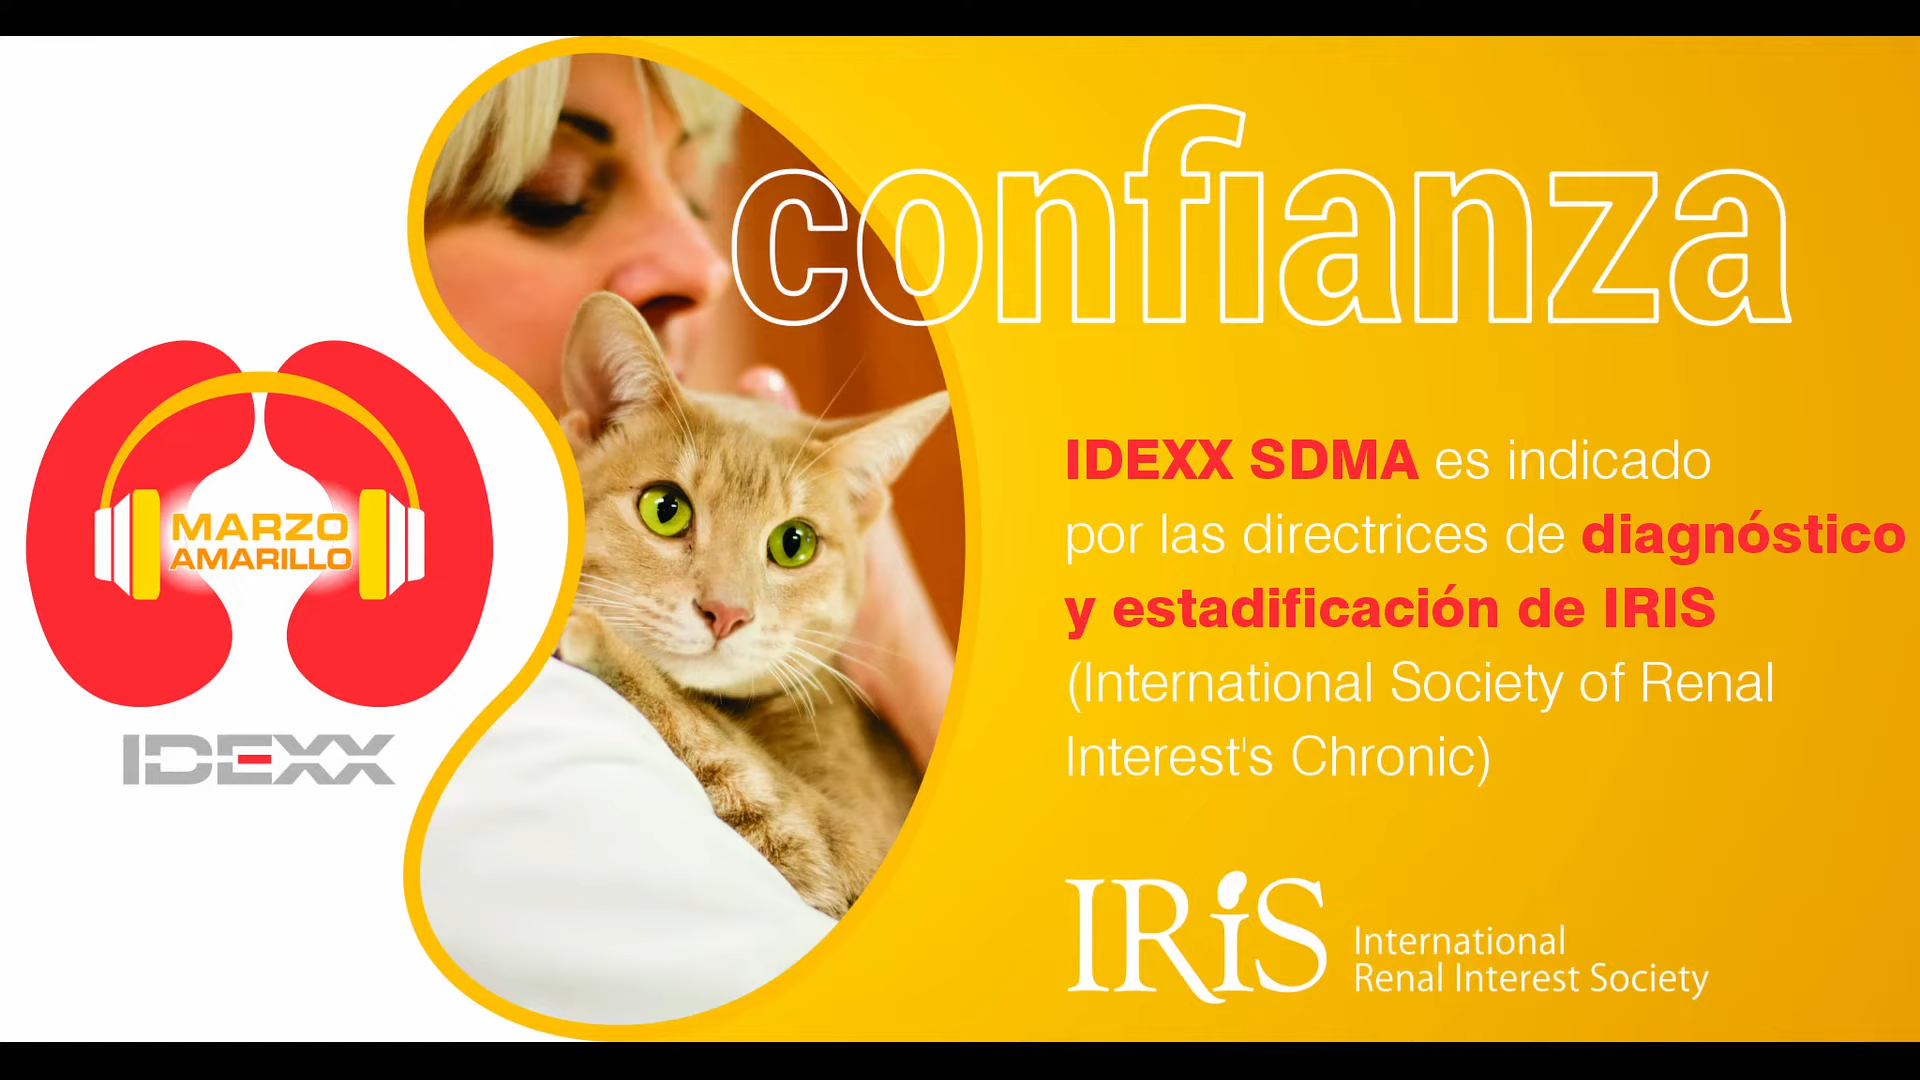 confianza
MARZO
AMARILLO
IDEXX
IDEXX SDMA es indicado
por las directrices de diagnóstico
y estadificación de IRIS
(International Society of Renal
Interest's Chronic)
IRiS
International
Renal Interest Society